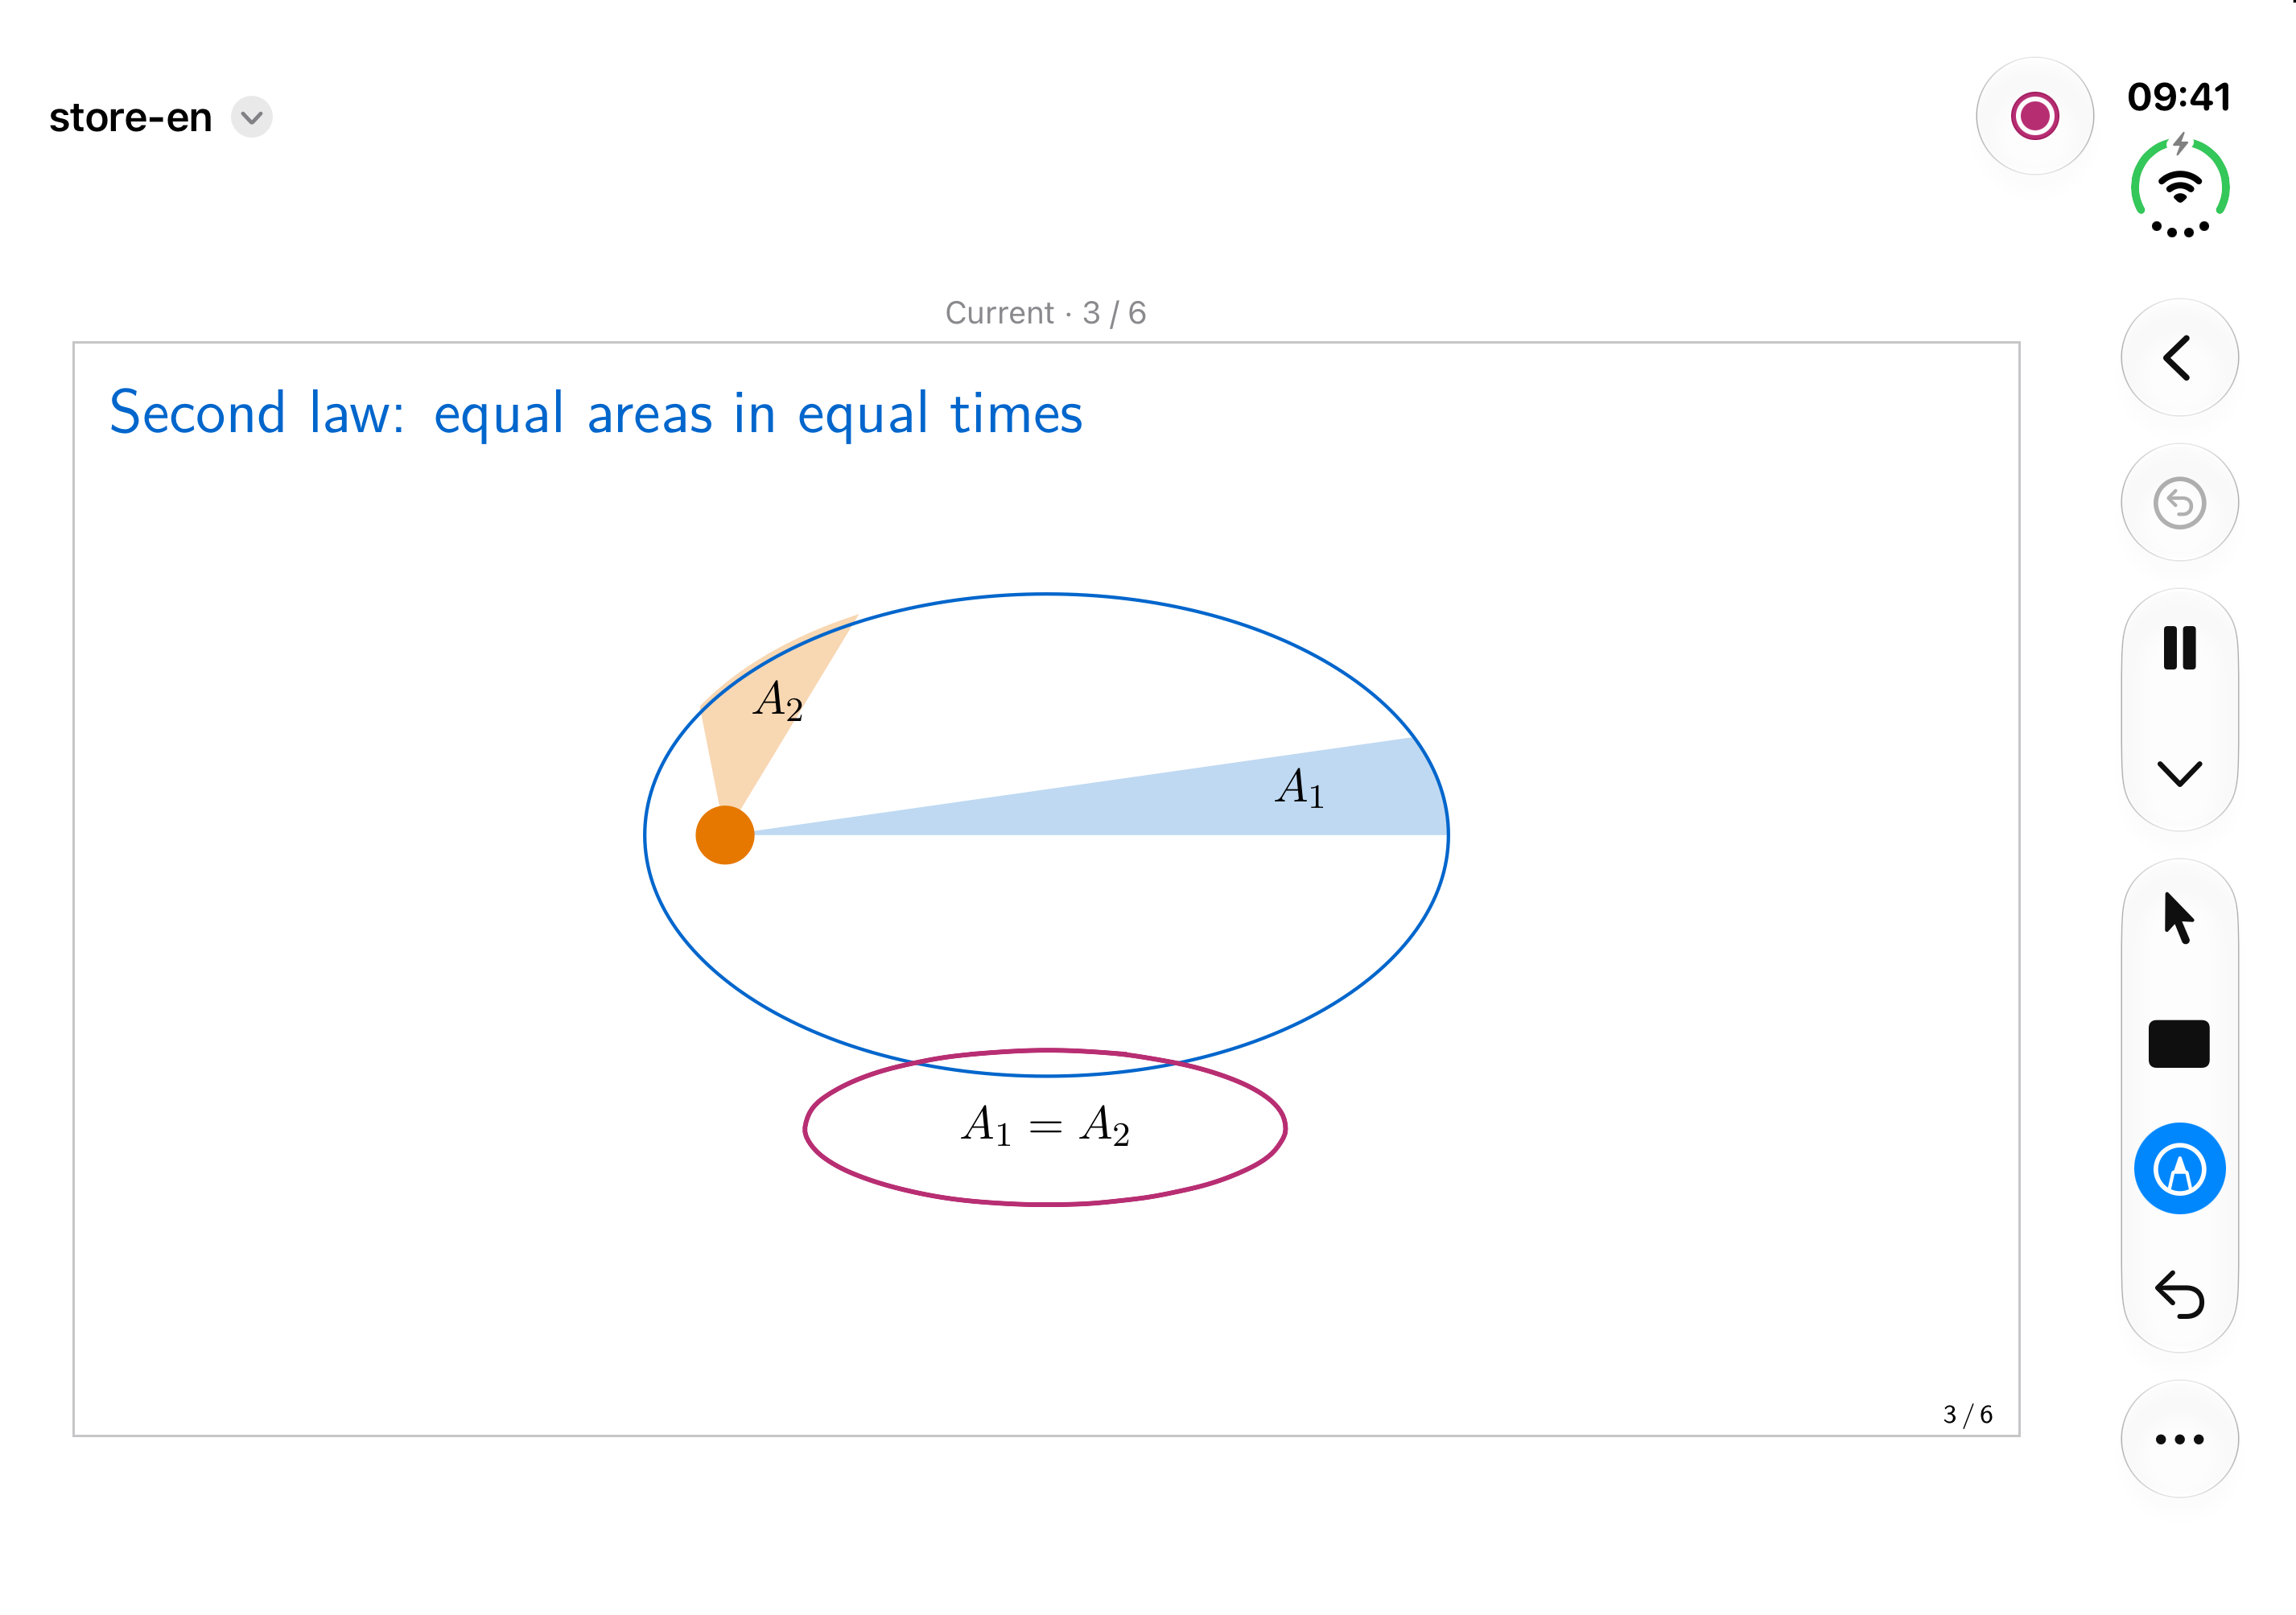 store-en
09:41
Current · 3 / 6
Second law: equal areas in equal times
A₂
A₁
A₁ = A₂
3 / 6